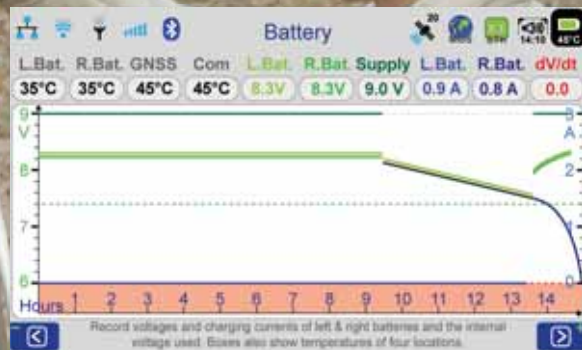 Battery
20
14:10
45°C
L.Bat. R.Bat. GNSS Com L.Bat. R.Bat. Supply L.Bat. R.Bat. dV/dt
35°C 35°C 45°C 45°C 8.3V 8.3V 9.0 V 0.9 A 0.8 A 0.0
9 3
V A
8 2
7 1
6 0
Hours 1 2 3 4 5 6 7 8 9 10 11 12 13 14
Record voltages and charging currents of left & right batteries and the internal
voltage used. Boxes also show temperatures of four locations.